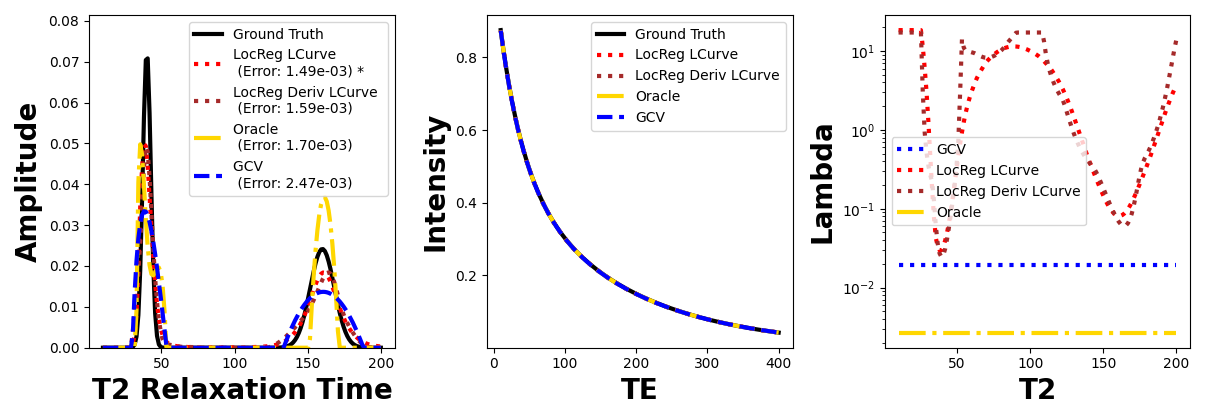 0.08
0.07
0.06
0.05
0.04
0.03
0.02
0.01
0.00
Amplitude
50
100
150
200
T2 Relaxation Time
Ground Truth
LocReg LCurve
(Error: 1.49e-03) *
LocReg Deriv LCurve
(Error: 1.59e-03)
Oracle
(Error: 1.70e-03)
GCV
(Error: 2.47e-03)
0.8
0.6
0.4
0.2
Intensity
0
100
200
300
400
TE
Ground Truth
LocReg LCurve
LocReg Deriv LCurve
Oracle
GCV
10¹
10⁰
10⁻¹
10⁻²
Lambda
50
100
150
200
T2
GCV
LocReg LCurve
LocReg Deriv LCurve
Oracle